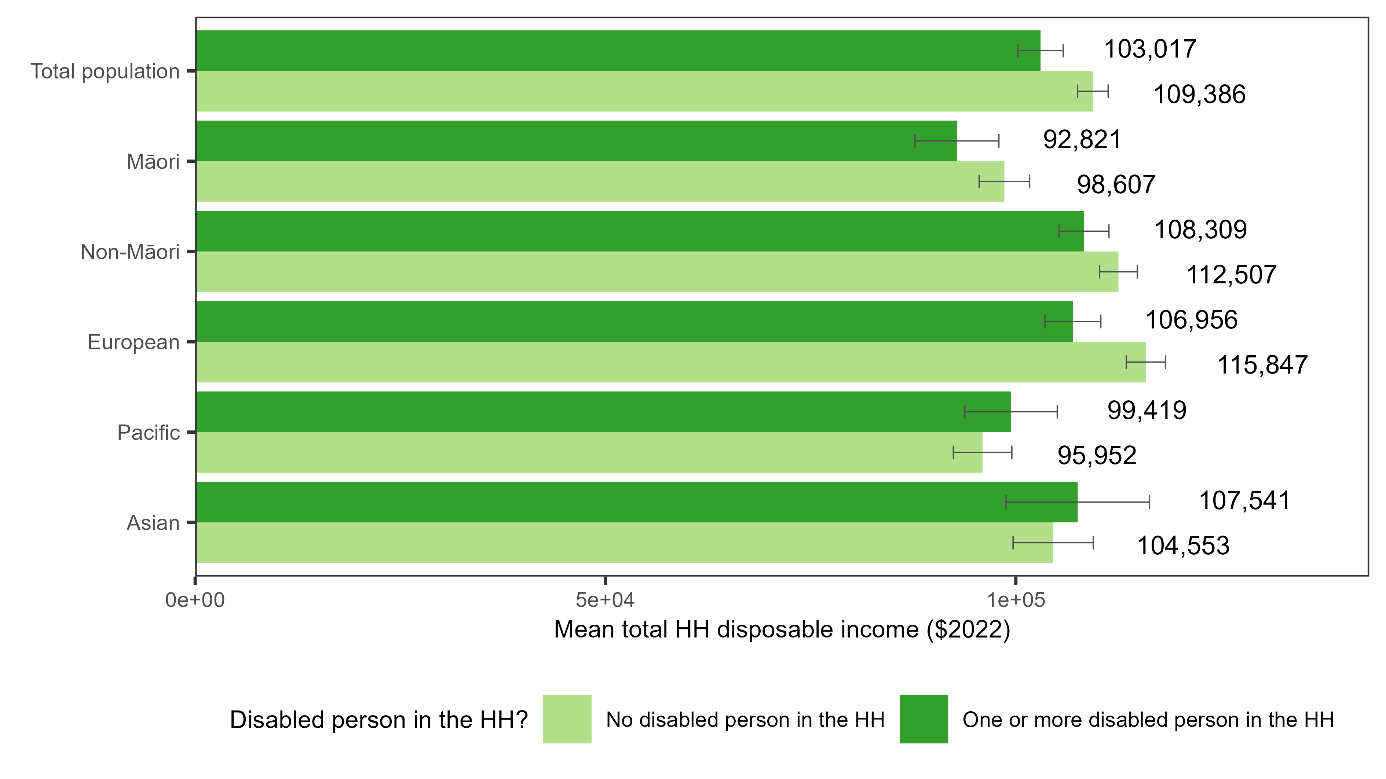 Total population
103,017
109,386
Māori
92,821
98,607
Non-Māori
108,309
112,507
European
106,956
115,847
Pacific
99,419
95,952
Asian
107,541
104,553
0e+00 5e+04 1e+05
Mean total HH disposable income ($2022)
Disabled person in the HH? No disabled person in the HH One or more disabled person in the HH